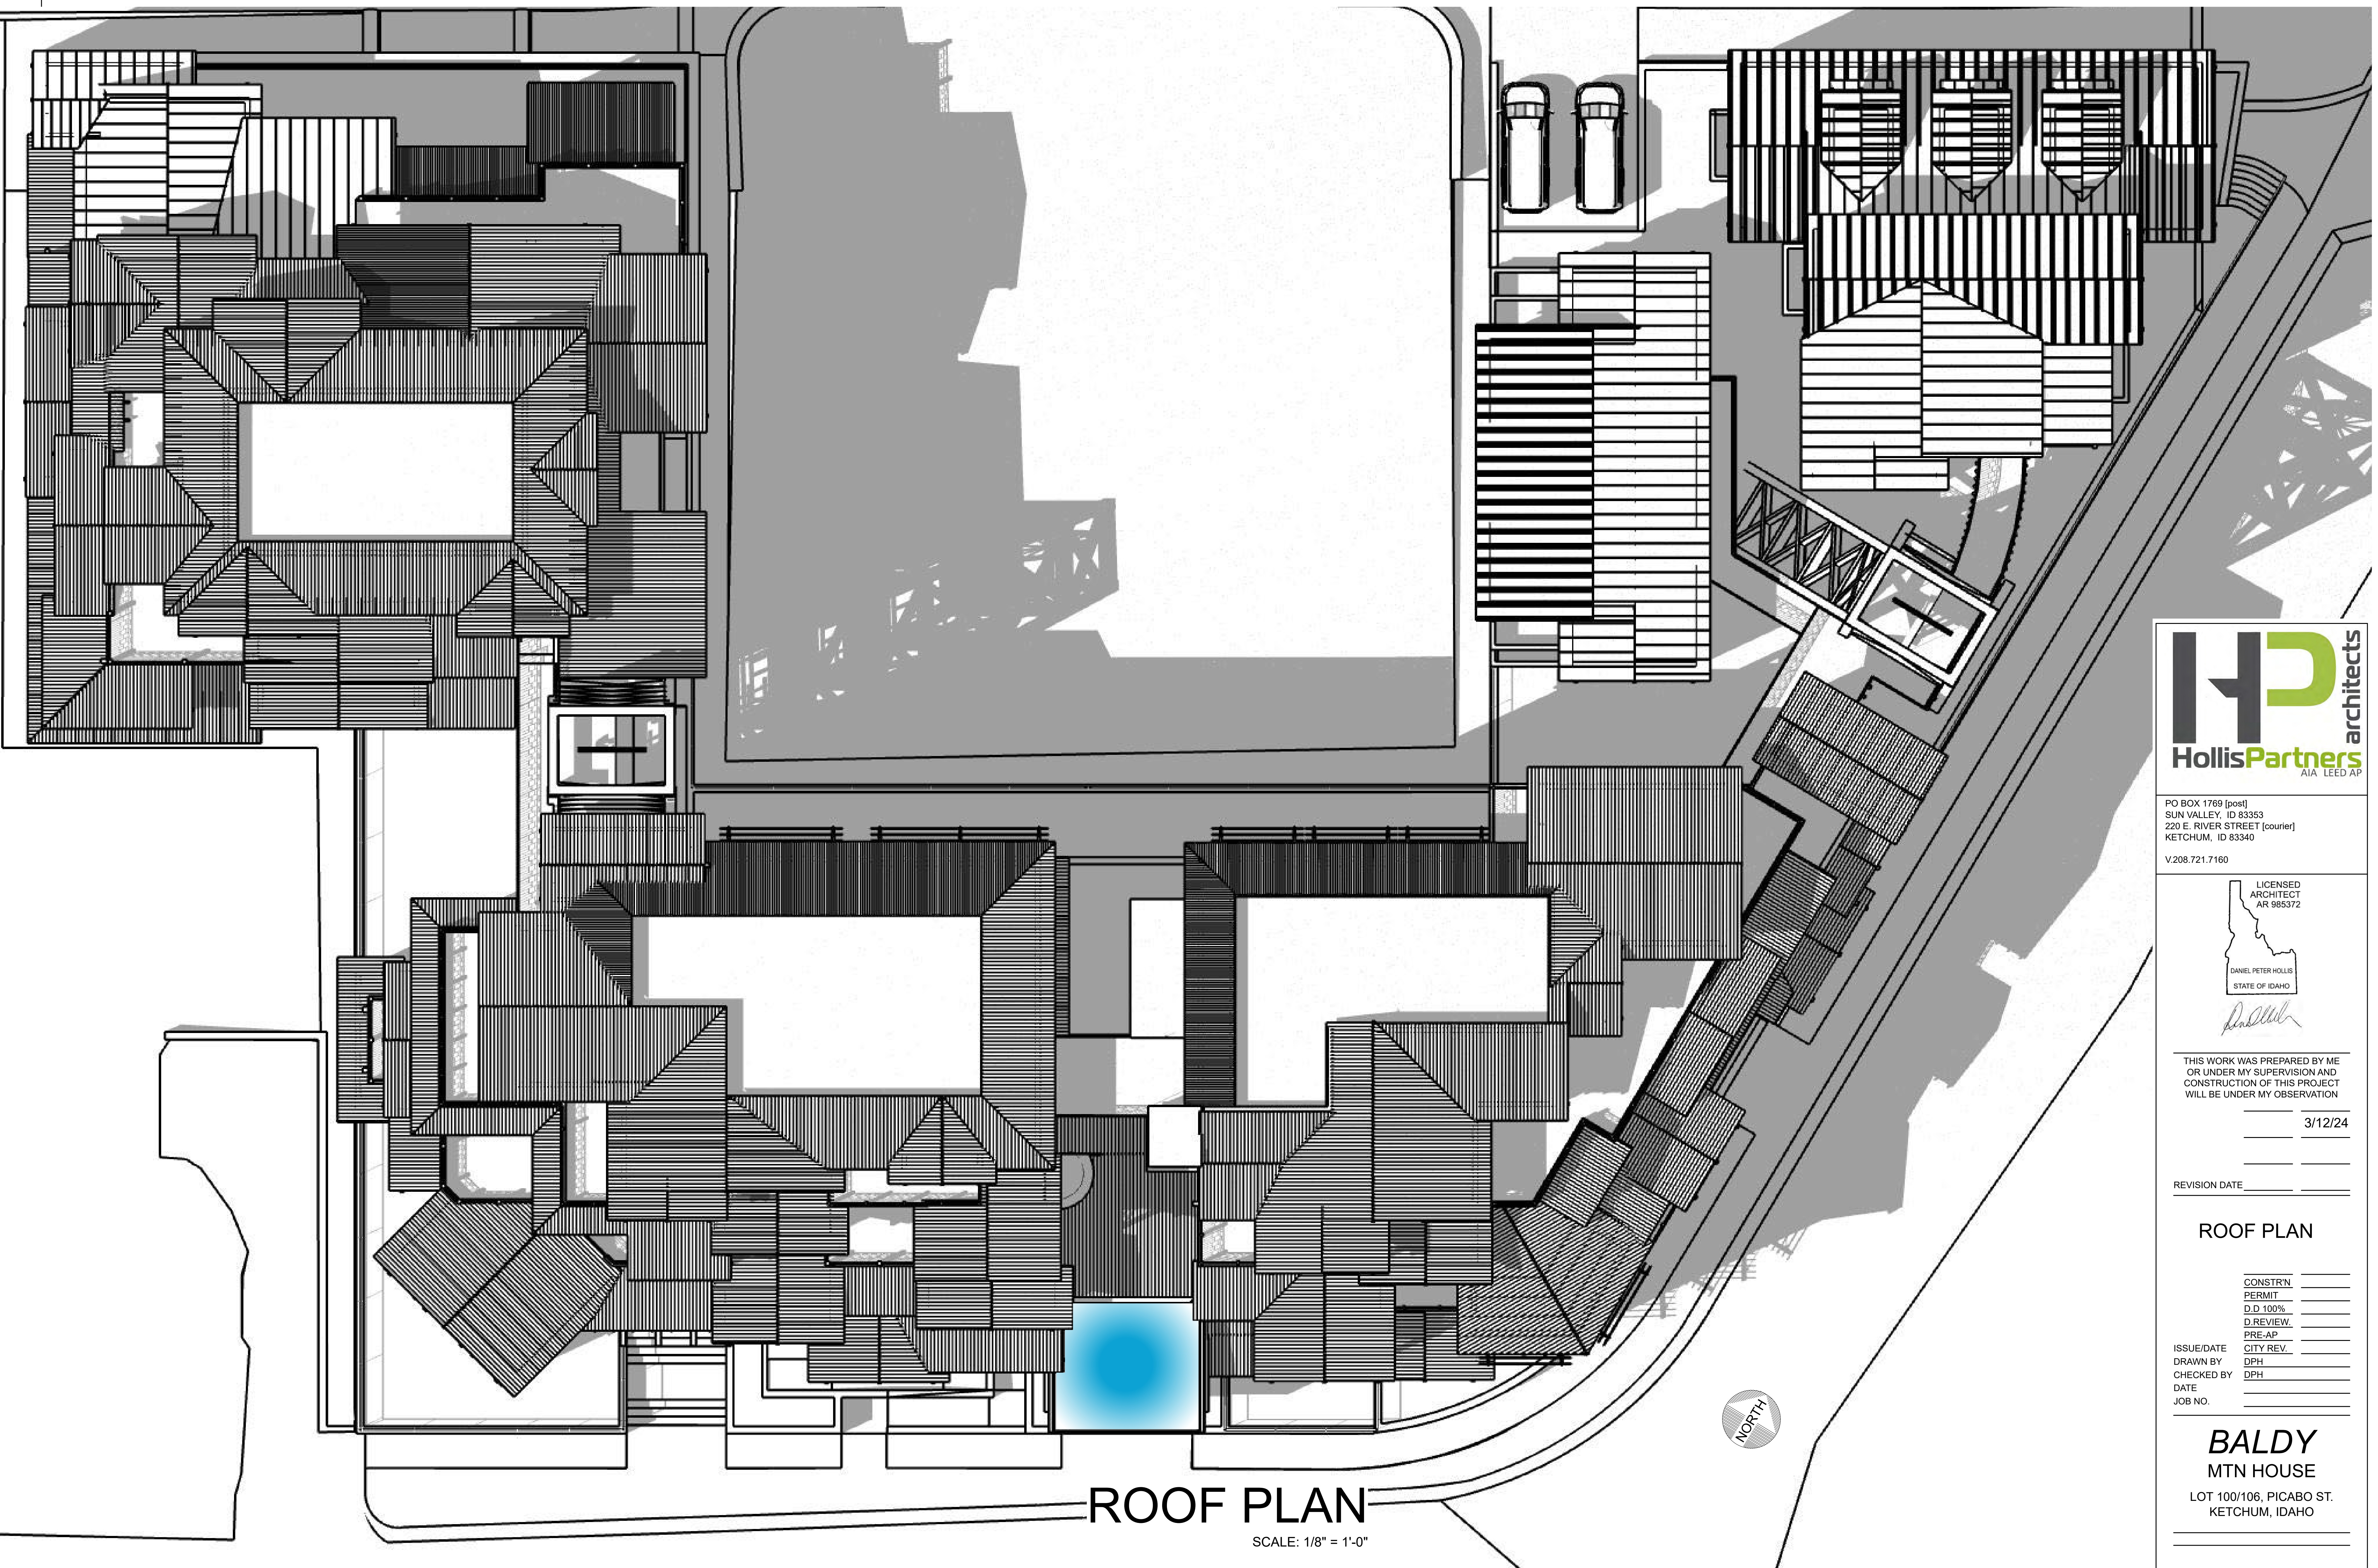 ROOF PLAN
SCALE: 1/8" = 1'-0"
NORTH
HP
architects
HollisPartners
AIA LEED AP
PO BOX 1769 [post]
SUN VALLEY, ID 83353
220 E. RIVER STREET [courier]
KETCHUM, ID 83340
V.208.721.7160
LICENSED
ARCHITECT
AR 985372
DANIEL PETER HOLLIS
STATE OF IDAHO
THIS WORK WAS PREPARED BY ME
OR UNDER MY SUPERVISION AND
CONSTRUCTION OF THIS PROJECT
WILL BE UNDER MY OBSERVATION
3/12/24
REVISION DATE
ROOF PLAN
CONSTR'N
PERMIT
D.D 100%
D.REVIEW.
PRE-AP
ISSUE/DATE CITY REV.
DRAWN BY DPH
CHECKED BY DPH
DATE
JOB NO.
BALDY
MTN HOUSE
LOT 100/106, PICABO ST.
KETCHUM, IDAHO